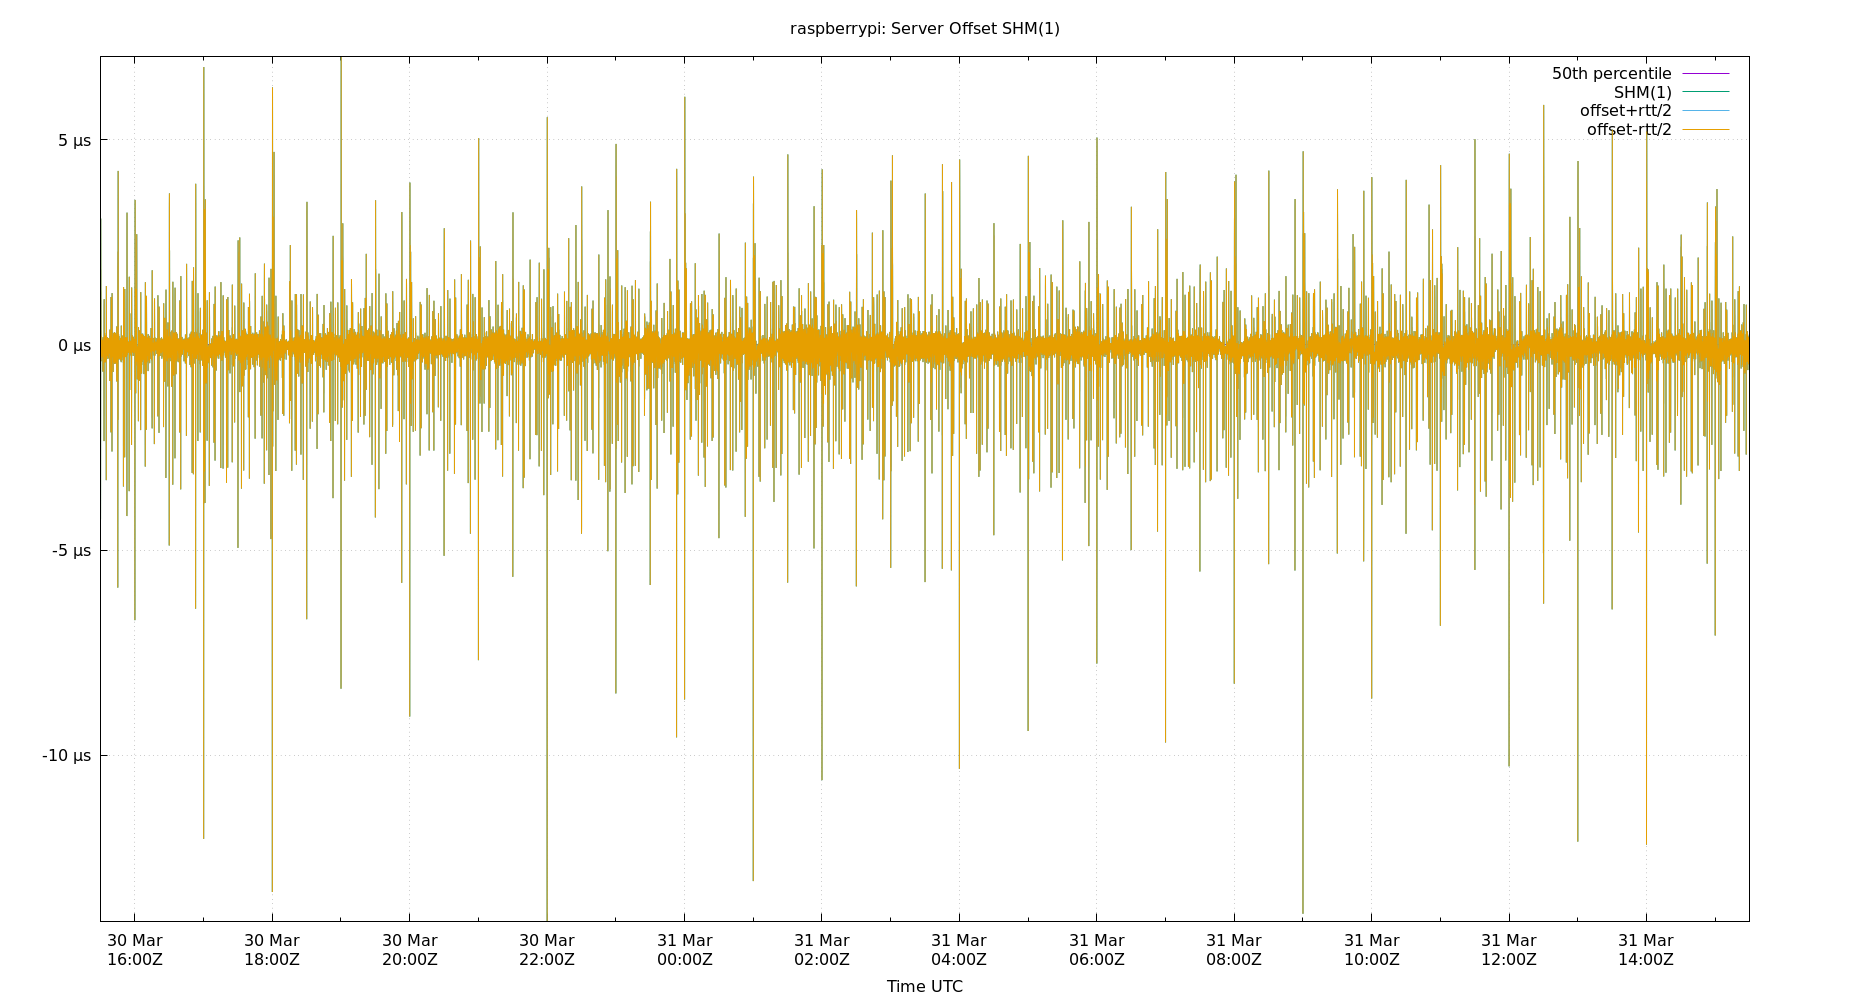 raspberrypi: Server Offset SHM(1)
50th percentile
SHM(1)
offset+rtt/2
offset-rtt/2
5 µs
0 µs
-5 µs
-10 µs
30 Mar 30 Mar 30 Mar 30 Mar 31 Mar 31 Mar 31 Mar 31 Mar 31 Mar 31 Mar 31 Mar 31 Mar
16:00Z 18:00Z 20:00Z 22:00Z 00:00Z 02:00Z 04:00Z 06:00Z 08:00Z 10:00Z 12:00Z 14:00Z
Time UTC